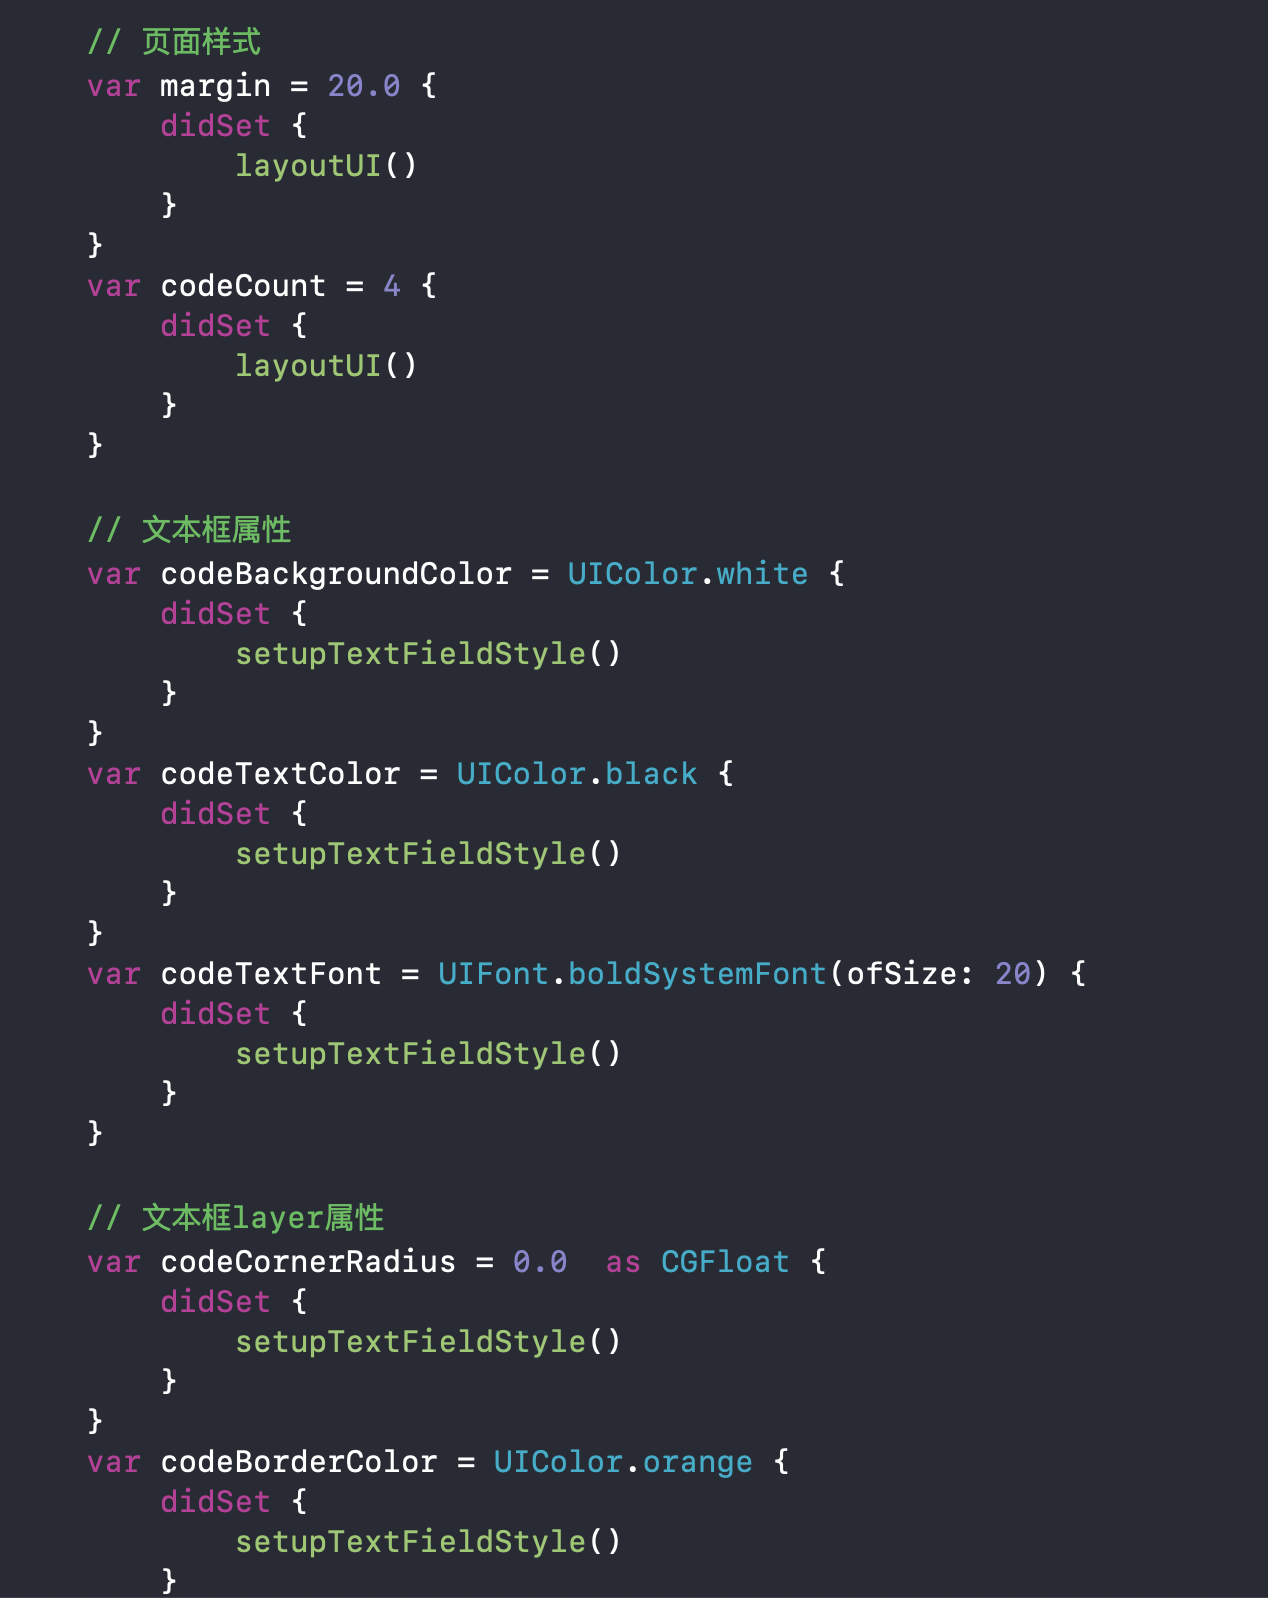 // 页面样式
var margin = 20.0 {
    didSet {
        layoutUI()
    }
}
var codeCount = 4 {
    didSet {
        layoutUI()
    }
}

// 文本框属性
var codeBackgroundColor = UIColor.white {
    didSet {
        setupTextFieldStyle()
    }
}
var codeTextColor = UIColor.black {
    didSet {
        setupTextFieldStyle()
    }
}
var codeTextFont = UIFont.boldSystemFont(ofSize: 20) {
    didSet {
        setupTextFieldStyle()
    }
}

// 文本框layer属性
var codeCornerRadius = 0.0  as CGFloat {
    didSet {
        setupTextFieldStyle()
    }
}
var codeBorderColor = UIColor.orange {
    didSet {
        setupTextFieldStyle()
    }